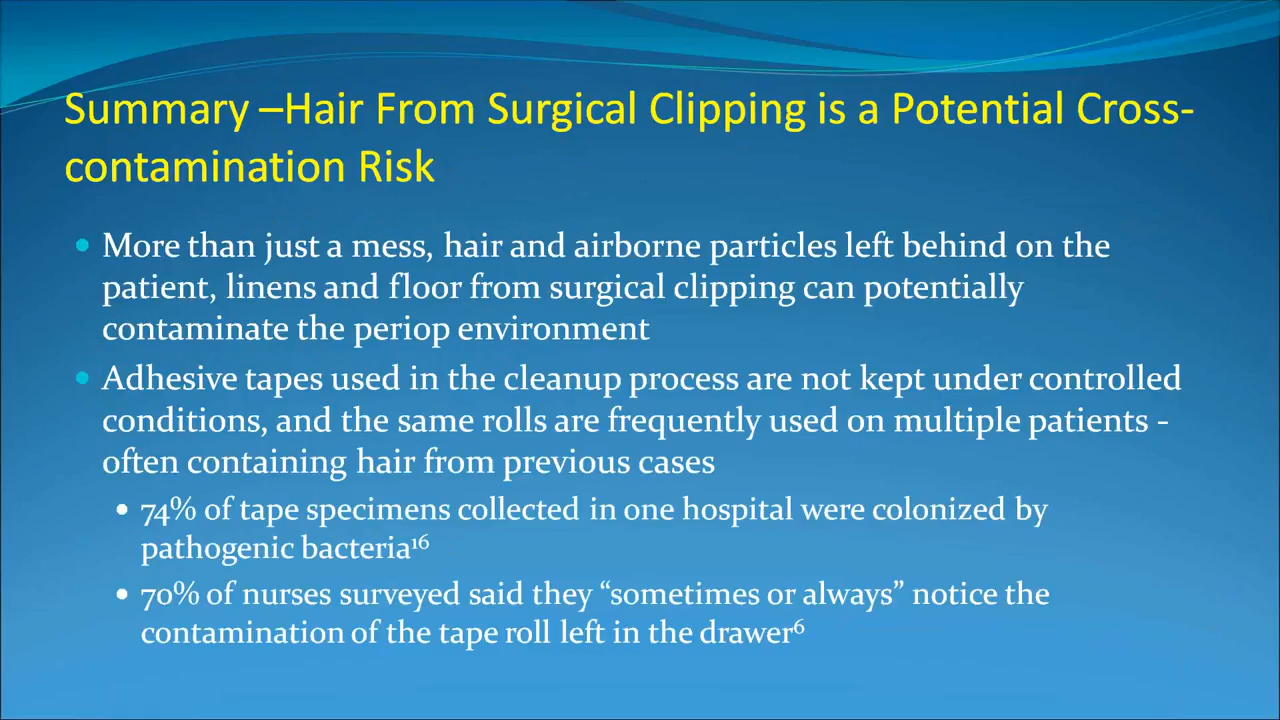 Summary –Hair From Surgical Clipping is a Potential Cross-
contamination Risk
• More than just a mess, hair and airborne particles left behind on the
patient, linens and floor from surgical clipping can potentially
contaminate the periop environment
• Adhesive tapes used in the cleanup process are not kept under controlled
conditions, and the same rolls are frequently used on multiple patients -
often containing hair from previous cases
• 74% of tape specimens collected in one hospital were colonized by
pathogenic bacteria¹⁶
• 70% of nurses surveyed said they “sometimes or always” notice the
contamination of the tape roll left in the drawer⁶